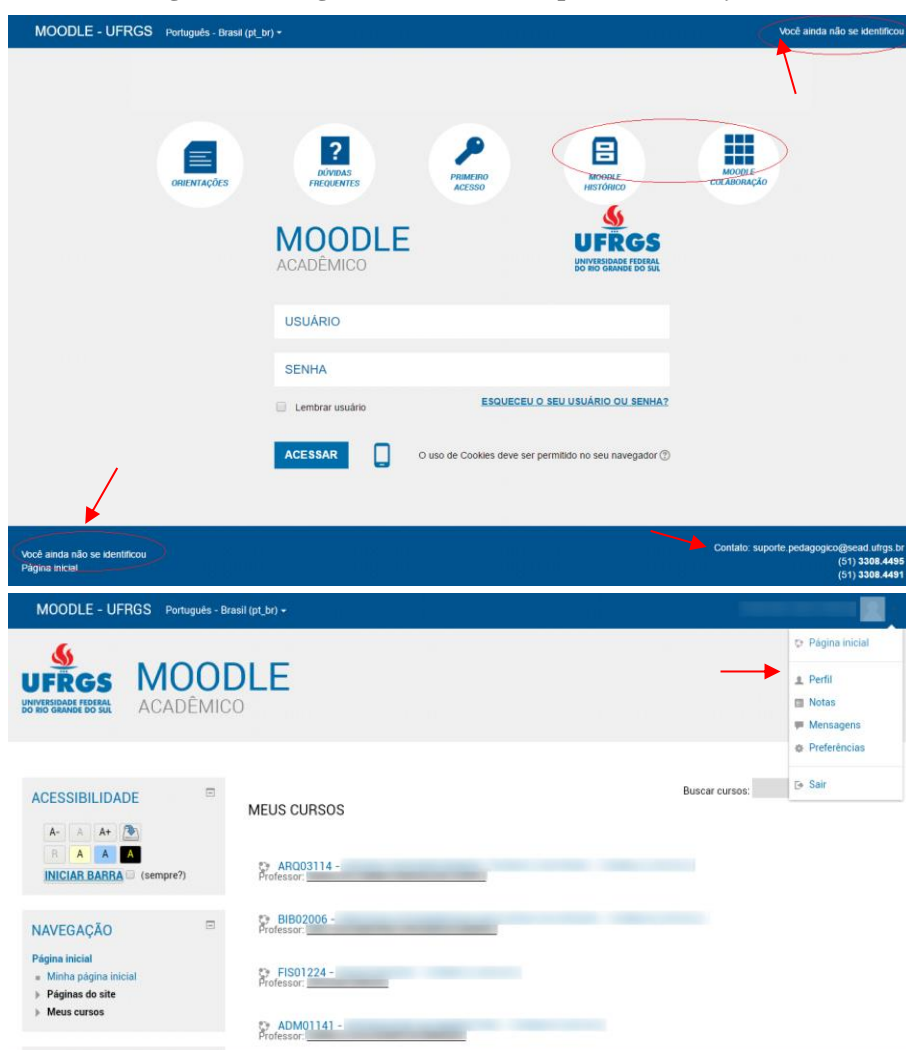 MOODLE - UFRGS Português - Brasil (pt_br)
Você ainda não se identificou
ORIENTAÇÕES
DÚVIDAS
FREQUENTES
PRIMEIRO
ACESSO
MOODLE
HISTÓRICO
MOODLE
COLABORAÇÃO
MOODLE
ACADÊMICO
UFRGS
UNIVERSIDADE FEDERAL
DO RIO GRANDE DO SUL
USUÁRIO
SENHA
Lembrar usuário
ESQUECEU O SEU USUÁRIO OU SENHA?
ACESSAR
O uso de Cookies deve ser permitido no seu navegador
Você ainda não se identificou
Página inicial
Contato: suporte.pedagogico@sead.ufrgs.br
(51) 3308.4495
(51) 3308.4491
MOODLE - UFRGS Português - Brasil (pt_br)
UFRGS
UNIVERSIDADE FEDERAL
DO RIO GRANDE DO SUL
MOODLE
ACADÊMICO
Página inicial
Perfil
Notas
Mensagens
Preferências
Sair
ACESSIBILIDADE
A- A A+
R A A A
INICIAR BARRA (sempre?)
NAVEGAÇÃO
Página inicial
Minha página inicial
Páginas do site
Meus cursos
Buscar cursos:
MEUS CURSOS
ARQ03114 -
Professor:
BIB02006 -
Professor:
FIS01224 -
Professor:
ADM01141 -
Professor: